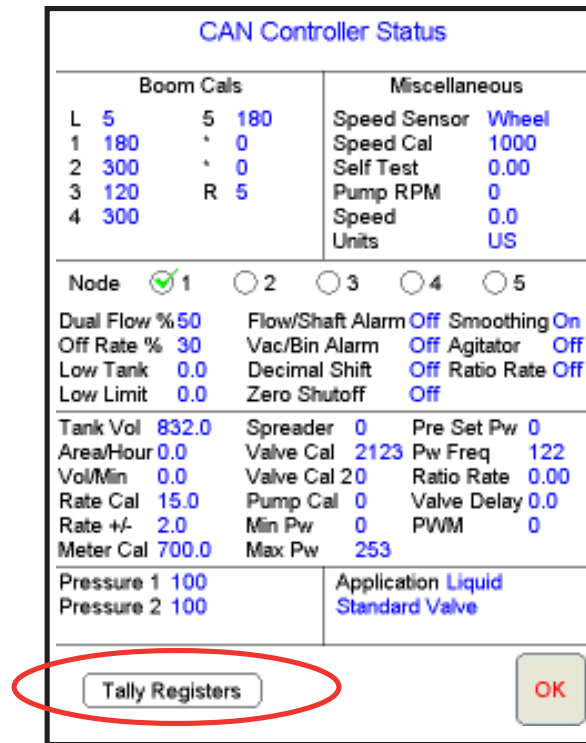 CAN Controller Status
Boom Cals Miscellaneous
L 5 5 180 Speed Sensor Wheel
1 180 * 0 Speed Cal 1000
2 300 * 0 Self Test 0.00
3 120 R 5 Pump RPM 0
4 300 Speed 0.0
Units US
Node 1 2 3 4 5
Dual Flow % 50 Flow/Shaft Alarm Off Smoothing On
Off Rate % 30 Vac/Bin Alarm Off Agitator Off
Low Tank 0.0 Decimal Shift Off Ratio Rate Off
Low Limit 0.0 Zero Shutoff Off
Tank Vol 832.0 Spreader 0 Pre Set Pw 0
Area/Hour 0.0 Valve Cal 2123 Pw Freq 122
Vol/Min 0.0 Valve Cal 2 0 Ratio Rate 0.00
Rate Cal 15.0 Pump Cal 0 Valve Delay 0.0
Rate +/- 2.0 Min Pw 0 PWM 0
Meter Cal 700.0 Max Pw 253
Pressure 1 100 Application Liquid
Pressure 2 100 Standard Valve
Tally Registers OK